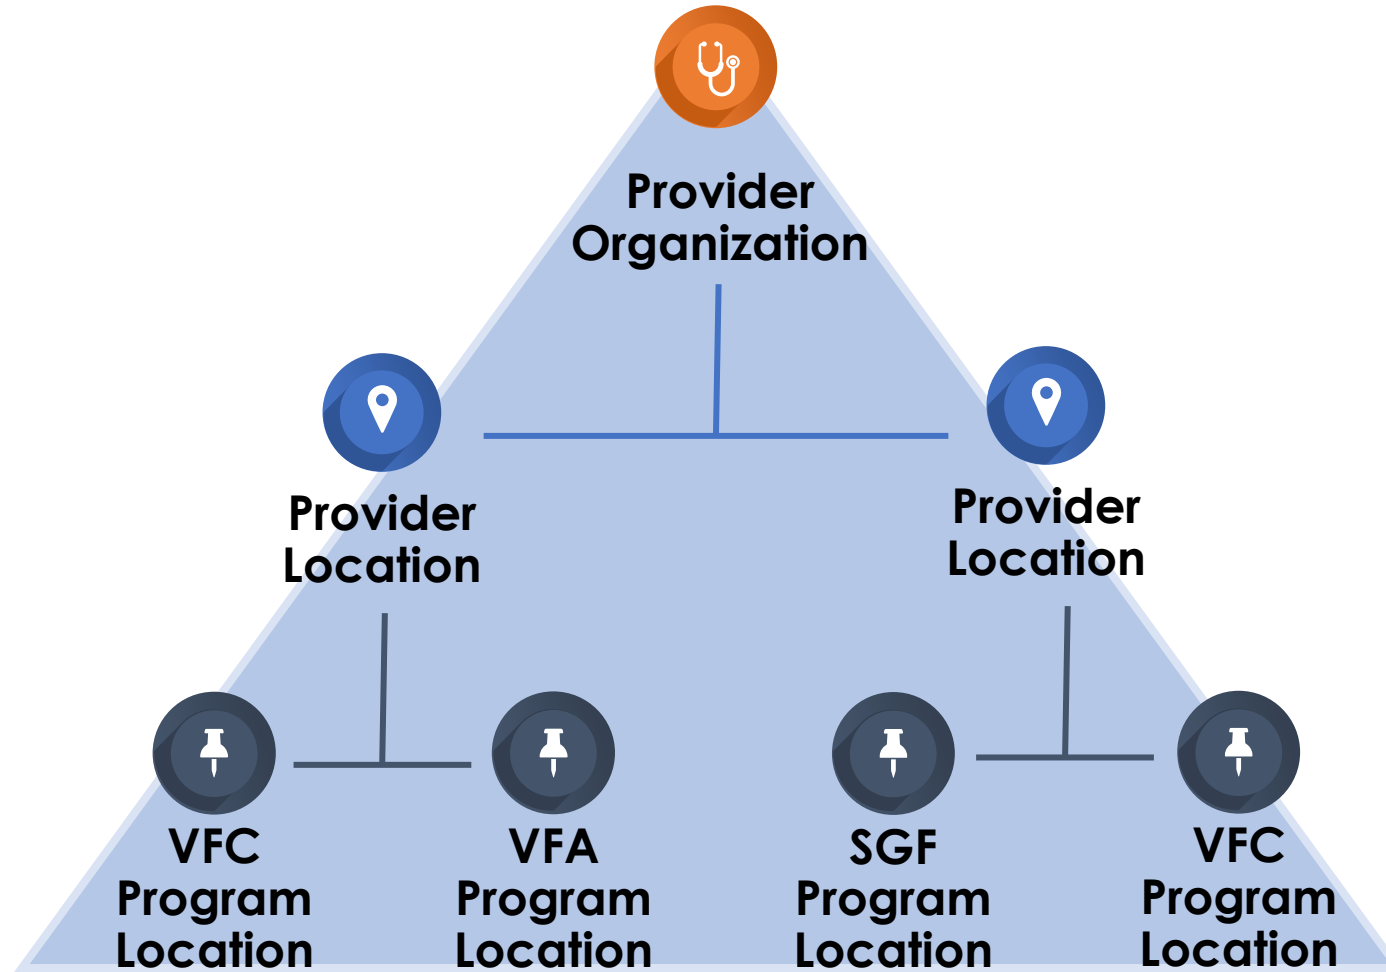 Provider
Organization
Provider
Location
Provider
Location
VFC
Program
Location
VFA
Program
Location
SGF
Program
Location
VFC
Program
Location